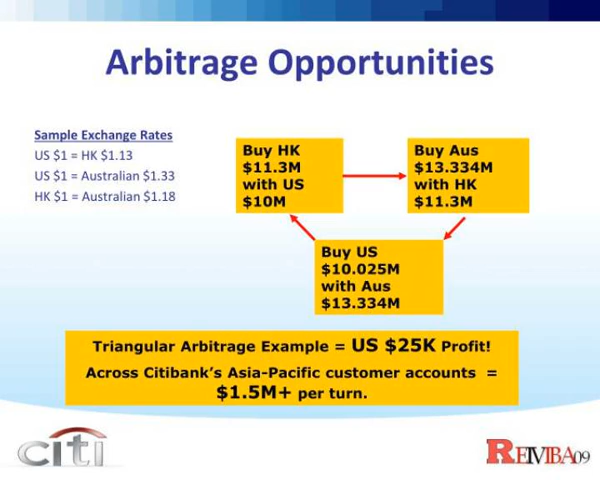 Arbitrage Opportunities
Sample Exchange Rates
US $1 = HK $1.13
US $1 = Australian $1.33
HK $1 = Australian $1.18
Buy HK
$11.3M
with US
$10M
Buy Aus
$13.334M
with HK
$11.3M
Buy US
$10.025M
with Aus
$13.334M
Triangular Arbitrage Example = US $25K Profit!
Across Citibank's Asia-Pacific customer accounts =
$1.5M+ per turn.
citi
REMBA09